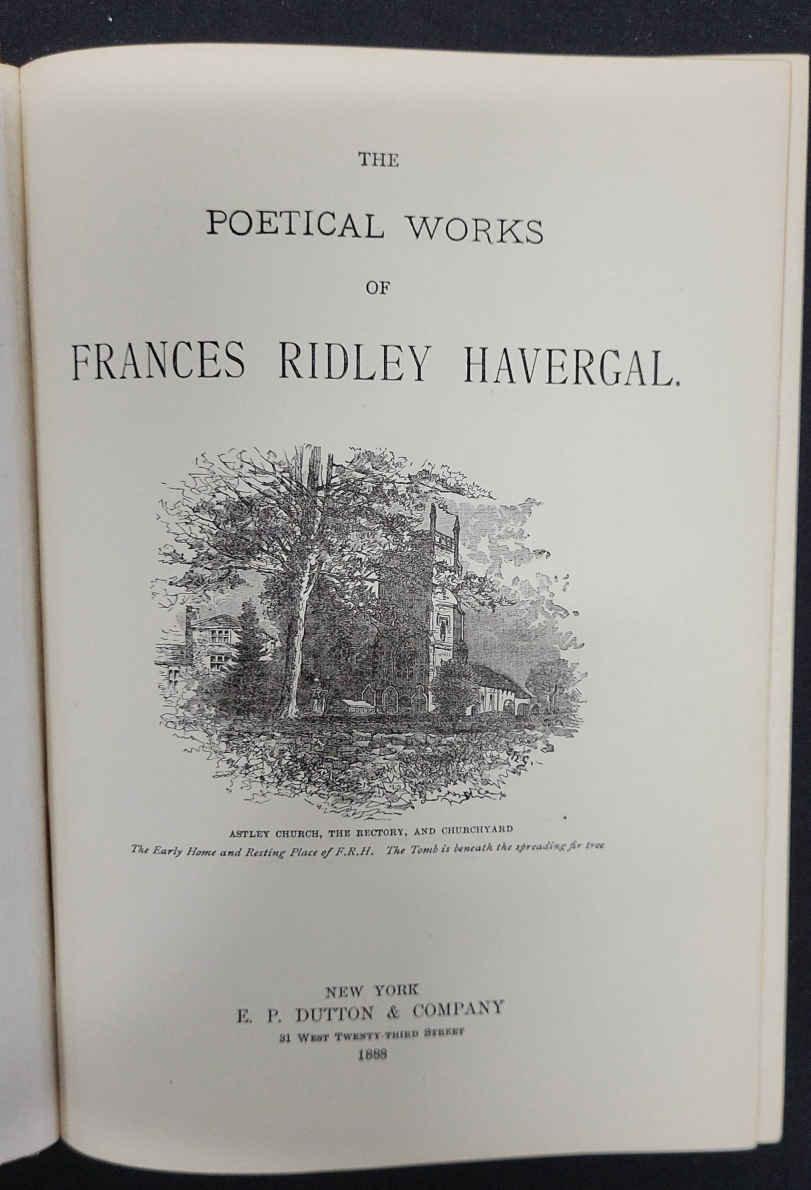 THE
POETICAL WORKS
OF
FRANCES RIDLEY HAVERGAL.
ASTLEY CHURCH, THE RECTORY, AND CHURCHYARD
The Early Home and Resting Place of F.R.H. The Tomb is beneath the spreading fir tree
NEW YORK
E. P. DUTTON & COMPANY
31 WEST TWENTY-THIRD STREET
1888